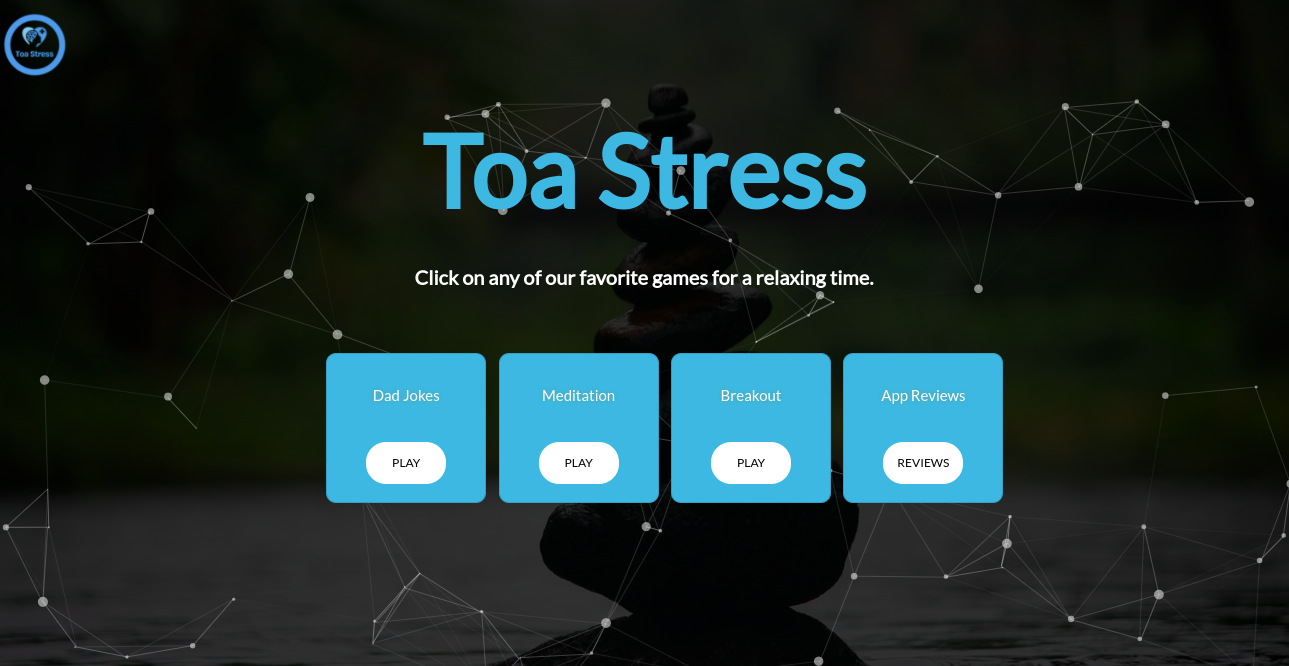 Toa Stress
Toa Stress
Click on any of our favorite games for a relaxing time.
Dad Jokes
Meditation
Breakout
App Reviews
PLAY
PLAY
PLAY
REVIEWS